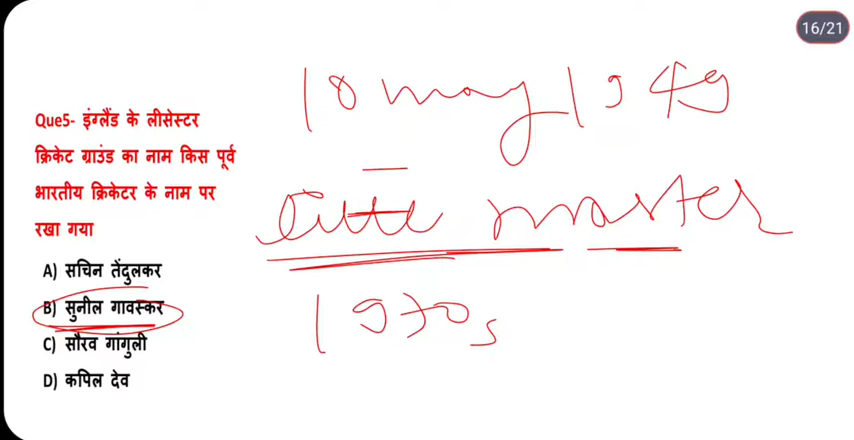 16/21
Que5- इंग्लैंड के लीसेस्टर
क्रिकेट ग्राउंड का नाम किस पूर्व
भारतीय क्रिकेटर के नाम पर
रखा गया
A) सचिन तेंदुलकर
B) सुनील गावस्कर
C) सौरव गांगुली
D) कपिल देव
10 may 1949
little master
1970s